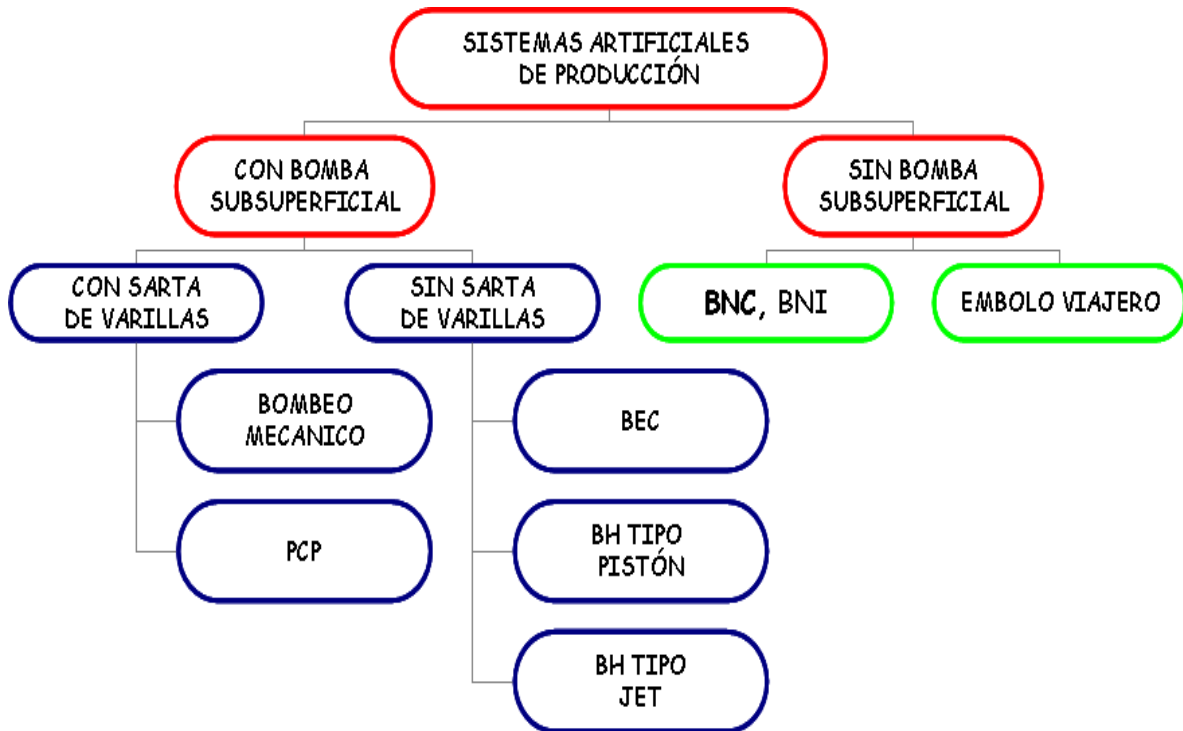 SISTEMAS ARTIFICIALES
DE PRODUCCIÓN
CON BOMBA
SUBSUPERFICIAL
SIN BOMBA
SUBSUPERFICIAL
CON SARTA
DE VARILLAS
SIN SARTA
DE VARILLAS
BNC, BNI
EMBOLO VIAJERO
BOMBEO
MECANICO
BEC
PCP
BH TIPO
PISTÓN
BH TIPO
JET